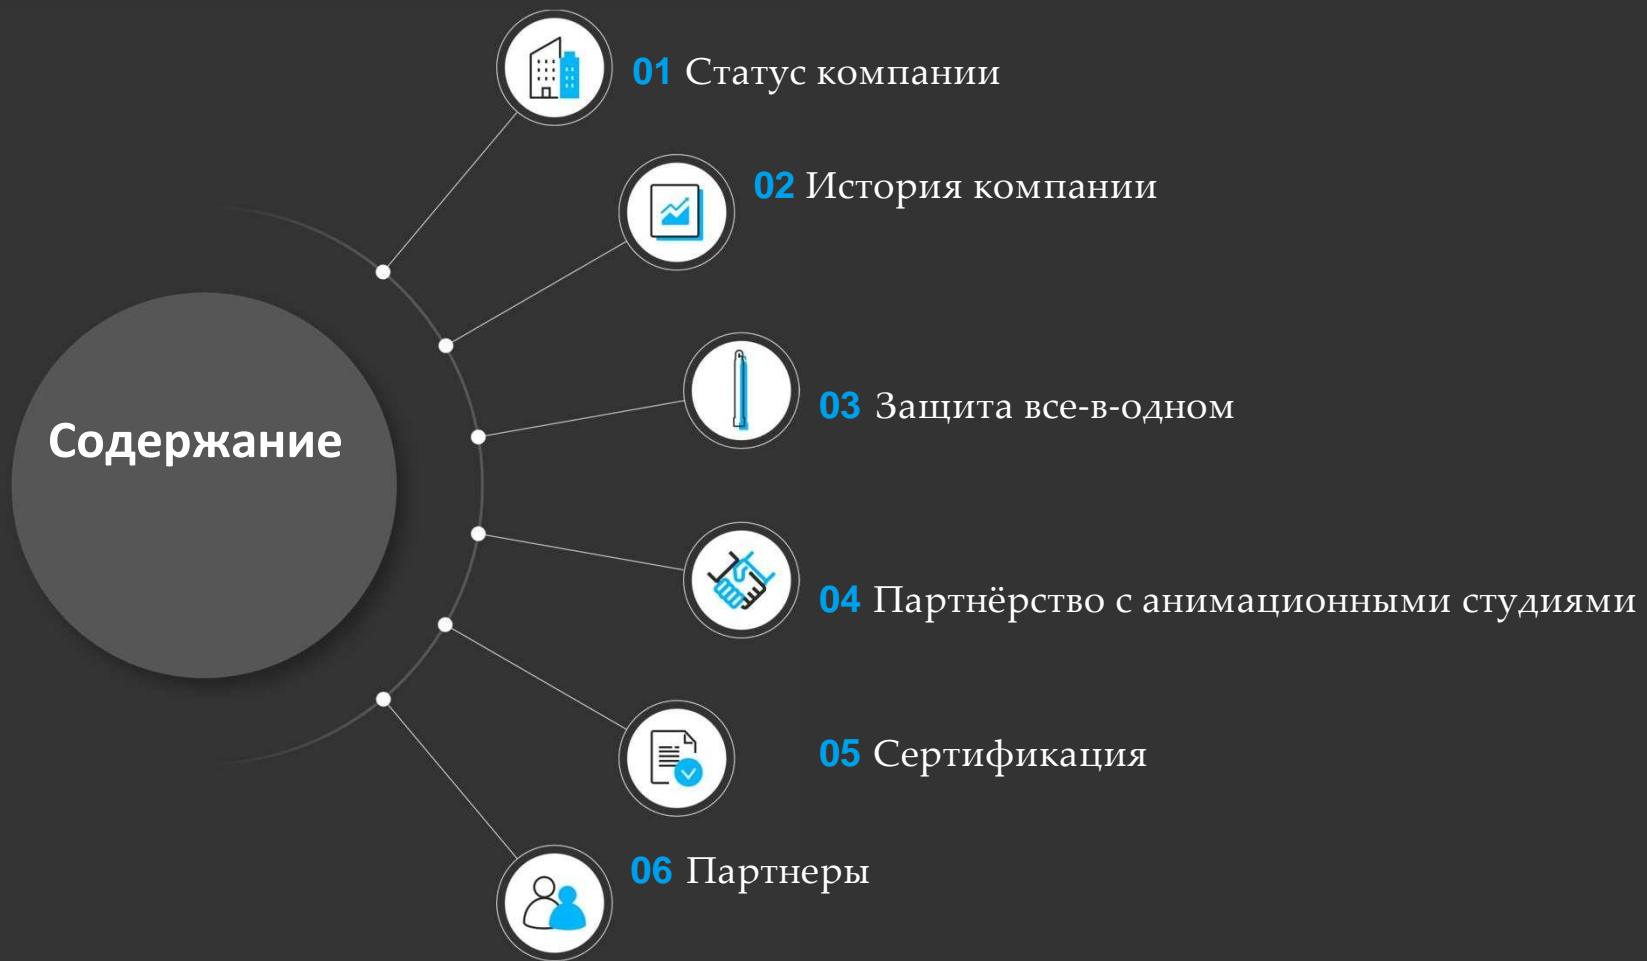 Содержание
01 Статус компании
02 История компании
03 Защита все-в-одном
04 Партнёрство с анимационными студиями
05 Сертификация
06 Партнеры